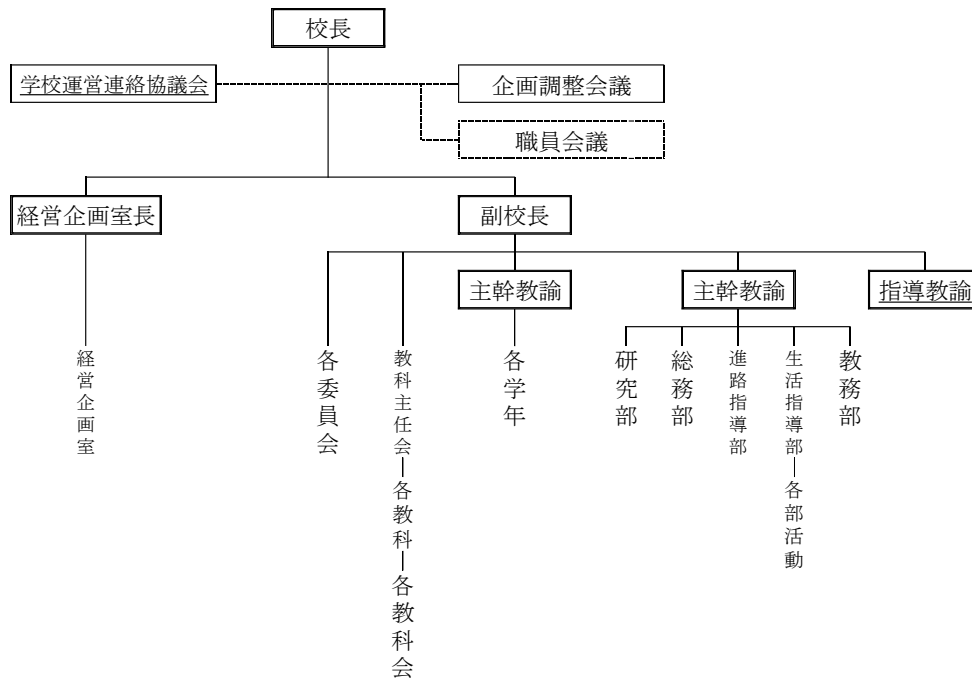 校長
学校運営連絡協議会
企画調整会議
職員会議
経営企画室長
副校長
主幹教諭
主幹教諭
指導教諭
経営企画室
各委員会
教科主任会
各教科
各教科会
各学年
研究部
総務部
進路指導部
生活指導部
各部活動
教務部